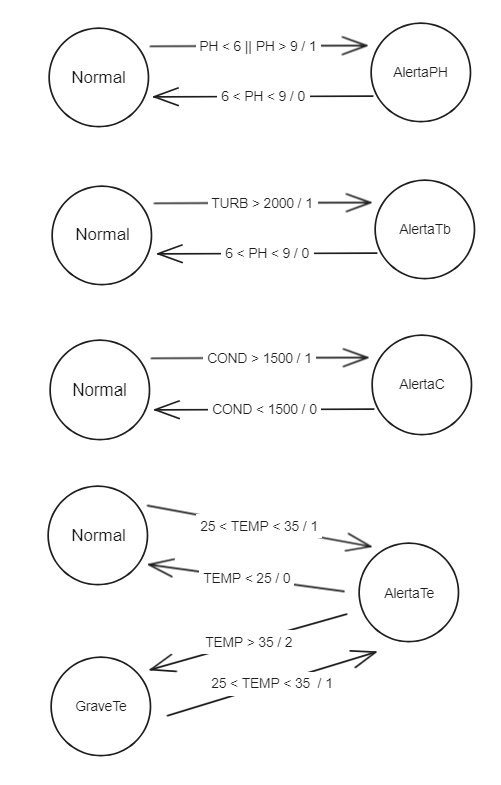 PH < 6 || PH > 9 / 1
Normal
AlertaPH
6 < PH < 9 / 0
TURB > 2000 / 1
Normal
AlertaTb
6 < PH < 9 / 0
COND > 1500 / 1
Normal
AlertaC
COND < 1500 / 0
25 < TEMP < 35 / 1
Normal
TEMP < 25 / 0
AlertaTe
TEMP > 35 / 2
25 < TEMP < 35 / 1
GraveTe